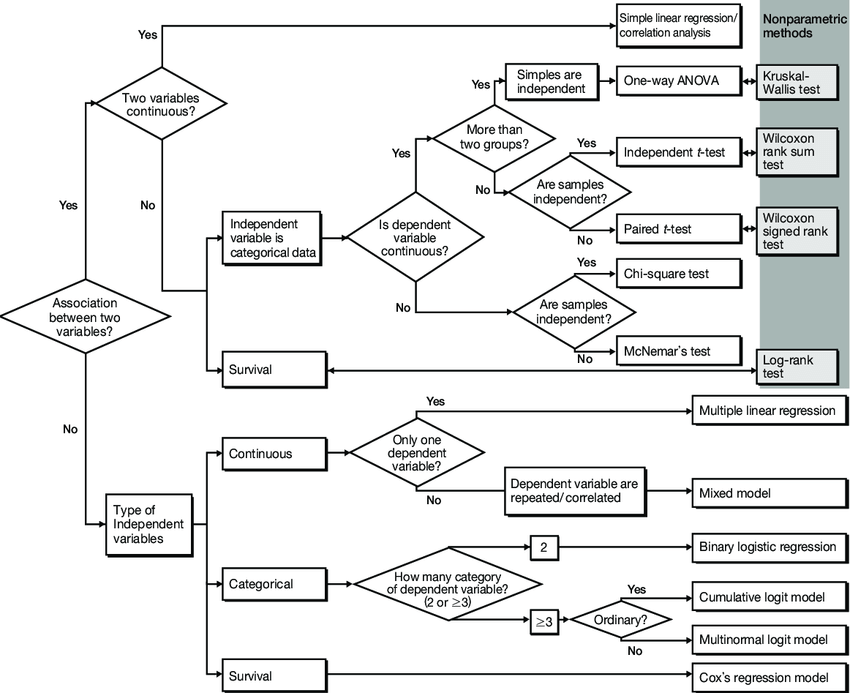 Simple linear regression/
correlation analysis
Nonparametric
methods
Yes
Two variables
continuous?
Yes
Simples are
independent
One-way ANOVA
Kruskal-
Wallis test
More than
two groups?
Yes
Yes
Independent t-test
Wilcoxon
rank sum
test
No
Are samples
independent?
Yes
No
Independent
variable is
categorical data
Is dependent
variable
continuous?
No
Paired t-test
Wilcoxon
signed rank
test
Yes
Chi-square test
Association
between two
variables?
No
Are samples
independent?
No
McNemar's test
Survival
Log-rank
test
No
Yes
Multiple linear regression
Continuous
Only one
dependent
variable?
No
Dependent variable are
repeated/correlated
Mixed model
Type of
Independent
variables
2
Binary logistic regression
Categorical
How many category
of dependent variable?
(2 or ≥3)
Yes
Cumulative logit model
≥3
Ordinary?
No
Multinormal logit model
Survival
Cox's regression model